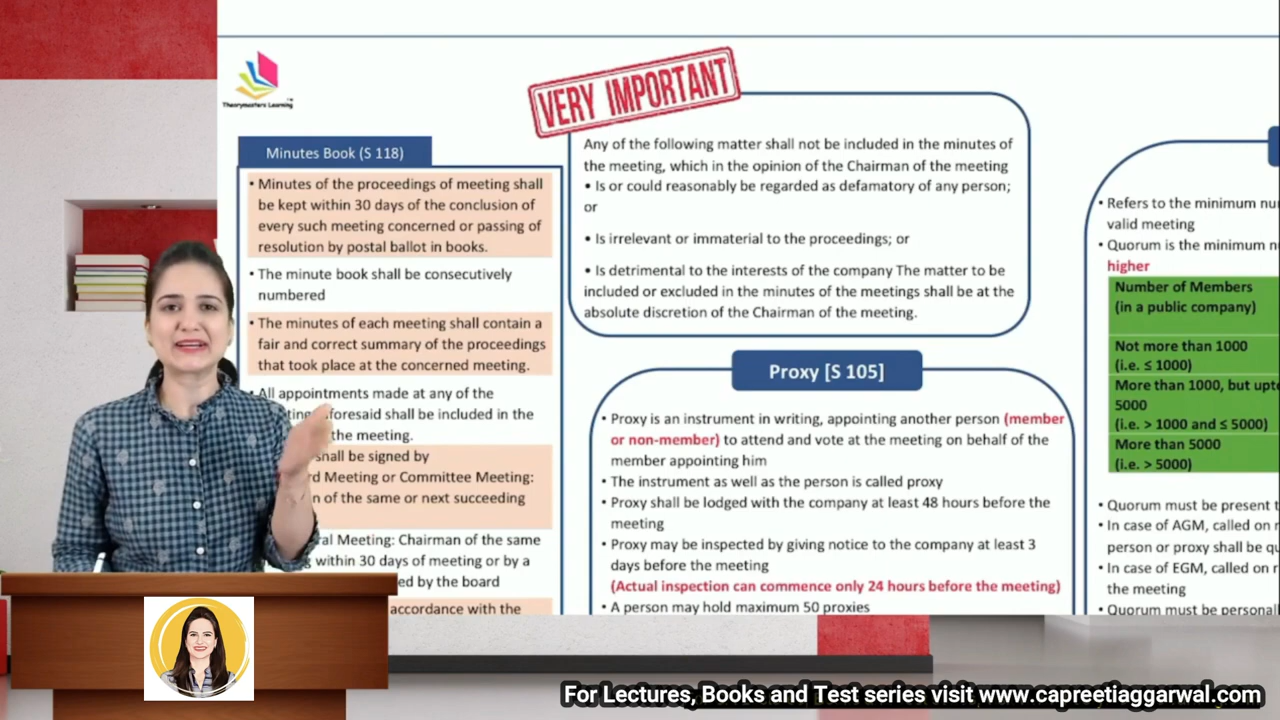 Theorymasters Learning
VERY IMPORTANT
Minutes Book (S 118)
• Minutes of the proceedings of meeting shall
be kept within 30 days of the conclusion of
every such meeting concerned or passing of
resolution by postal ballot in books.
• The minute book shall be consecutively
numbered
• The minutes of each meeting shall contain a
fair and correct summary of the proceedings
that took place at the concerned meeting.
All appointments made at any of the
aforesaid shall be included in the
the meeting.
shall be signed by
Meeting or Committee Meeting:
of the same or next succeeding
Meeting: Chairman of the same
within 30 days of meeting or by a
by the board
accordance with the
Any of the following matter shall not be included in the minutes of
the meeting, which in the opinion of the Chairman of the meeting
• Is or could reasonably be regarded as defamatory of any person;
or
• Is irrelevant or immaterial to the proceedings; or
• Is detrimental to the interests of the company The matter to be
included or excluded in the minutes of the meetings shall be at the
absolute discretion of the Chairman of the meeting.
Proxy [S 105]
• Proxy is an instrument in writing, appointing another person (member
or non-member) to attend and vote at the meeting on behalf of the
member appointing him
• The instrument as well as the person is called proxy
• Proxy shall be lodged with the company at least 48 hours before the
meeting
• Proxy may be inspected by giving notice to the company at least 3
days before the meeting
(Actual inspection can commence only 24 hours before the meeting)
• A person may hold maximum 50 proxies
• Refers to the minimum
valid meeting
• Quorum is the minimum
higher
Number of Members
(in a public company)
Not more than 1000
(i.e. ≤ 1000)
More than 1000, but
5000
(i.e. > 1000 and ≤ 5000)
More than 5000
(i.e. > 5000)
• Quorum must be present
• In case of AGM, called on
person or proxy shall be
• In case of EGM, called on
the meeting
• Quorum must be
For Lectures, Books and Test series visit www.capreetiaggarwal.com